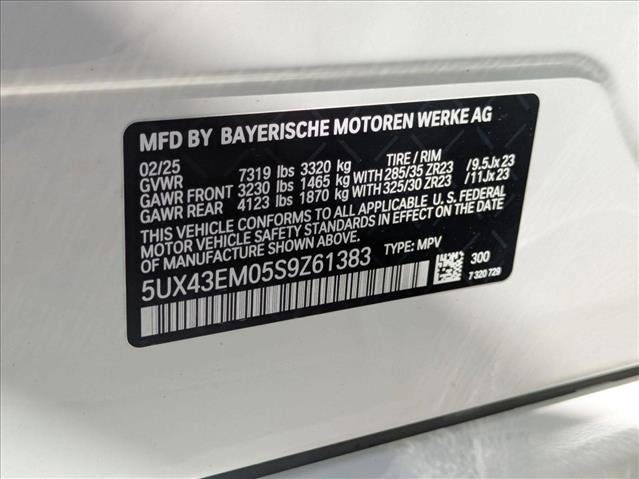 MFD BY BAYERISCHE MOTOREN WERKE AG
02/25 TIRE / RIM
GVWR 7319 lbs 3320 kg
GAWR FRONT 3230 lbs 1465 kg WITH 285/35 ZR23 /9.5Jx23
GAWR REAR 4123 lbs 1870 kg WITH 325/30 ZR23 /11Jx23
THIS VEHICLE CONFORMS TO ALL APPLICABLE U. S. FEDERAL
MOTOR VEHICLE SAFETY STANDARDS IN EFFECT ON THE DATE
OF MANUFACTURE SHOWN ABOVE.
5UX43EM05S9Z61383 TYPE: MPV
300
7 320 729